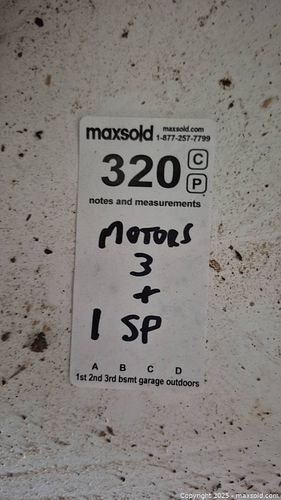 maxsold maxsold.com
1-877-257-7799
320 C
P
notes and measurements
MOTORS
3
+
1 SP
A B C D
1st 2nd 3rd bsmt garage outdoors
Copyright © 2025 - maxsold.com